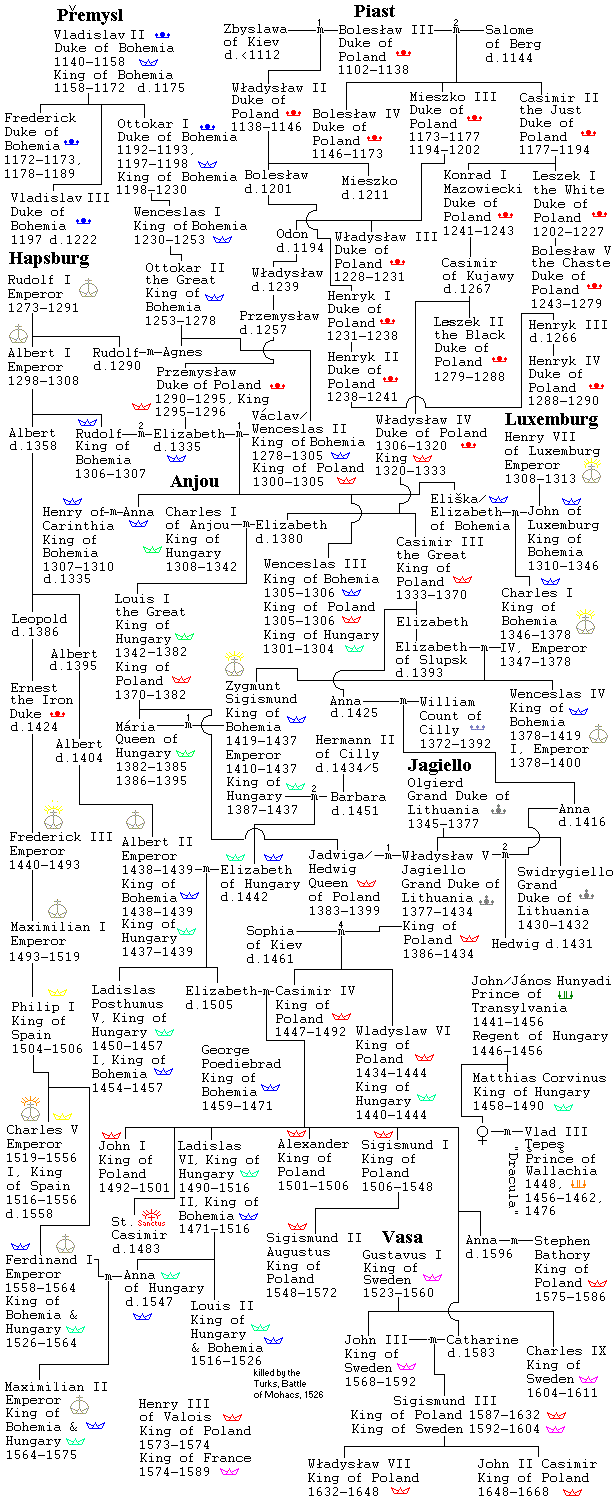 Přemysl
Vladislav II
Duke of Bohemia
1140-1158
King of Bohemia
1158-1172 d.1175
Piast
Zbyslawa
of Kiev
d.<1112
1
m
Bolesław III
Duke of
Poland
1102-1138
2
m
Salome
of Berg
d.1144
Frederick
Duke of
Bohemia
1172-1173,
1178-1189
Ottokar I
Duke of Bohemia
1192-1193,
1197-1198
King of Bohemia
1198-1230
Władysław II
Duke of
Poland
1138-1146
Bolesław IV
Duke of
Poland
1146-1173
Mieszko III
Duke of
Poland
1173-1177
1194-1202
Casimir II
the Just
Duke of
Poland
1177-1194
Vladislav III
Duke of
Bohemia
1197 d.1222
Wenceslas I
King of Bohemia
1230-1253
Bolesław
d.1201
Mieszko
d.1211
Konrad I
Mazowiecki
Duke of
Poland
1241-1243
Leszek I
the White
Duke of
Poland
1202-1227
Odon
d.1194
Władysław III
Duke of
Poland
1228-1231
Casimir
of Kujawy
d.1267
Bolesław V
the Chaste
Duke of
Poland
1243-1279
Hapsburg
Rudolf I
Emperor
1273-1291
Ottokar II
the Great
King of
Bohemia
1253-1278
Władysław
d.1239
Przemysław
d.1257
Henryk I
Duke of
Poland
1231-1238
Leszek II
the Black
Duke of
Poland
1279-1288
Henryk III
d.1266
Albert I
Emperor
1298-1308
Rudolf
d.1290
m
Agnes
Przemysław
Duke of Poland
1290-1295, King
1295-1296
Henryk II
Duke of
Poland
1238-1241
Henryk IV
Duke of
Poland
1288-1290
Albert
d.1358
Rudolf
King of
Bohemia
1306-1307
2
m
Elizabeth
d.1335
1
m
Václav/
Wenceslas II
King of Bohemia
1278-1305
King of Poland
1300-1305
Władysław IV
Duke of Poland
1306-1320
King
1320-1333
Luxemburg
Henry VII
of Luxemburg
Emperor
1308-1313
Anjou
Henry of
Carinthia
King of
Bohemia
1307-1310
d.1335
m
Anna
Charles I
of Anjou
King of
Hungary
1308-1342
m
Elizabeth
d.1380
Eliška/
Elizabeth
of Bohemia
m
John of
Luxemburg
King of
Bohemia
1310-1346
Wenceslas III
King of Bohemia
1305-1306
King of Poland
1305-1306
King of Hungary
1301-1304
Casimir III
the Great
King of
Poland
1333-1370
Charles I
King of
Bohemia
1346-1378
IV, Emperor
1347-1378
Leopold
d.1386
Albert
d.1395
Louis I
the Great
King of
Hungary
1342-1382
King of
Poland
1370-1382
Elizabeth
Elizabeth
of Slupsk
d.1393
m
Ernest
the Iron
Duke
d.1424
Albert
d.1404
Mária
Queen of
Hungary
1382-1385
1386-1395
1
m
Zygmunt
Sigismund
King of
Bohemia
1419-1437
Emperor
1410-1437
King of
Hungary
1387-1437
Anna
d.1425
m
William
Count of
Cilly
1372-1392
Wenceslas IV
King of
Bohemia
1378-1419
I, Emperor
1378-1400
Hermann II
of Cilly
d.1434/5
2
m
Barbara
d.1451
Jagiello
Olgierd
Grand Duke of
Lithuania
1345-1377
Anna
d.1416
Frederick III
Emperor
1440-1493
Albert II
Emperor
1438-1439
King of
Bohemia
1438-1439
King of
Hungary
1437-1439
m
Elizabeth
of Hungary
d.1442
Jadwiga/
Hedwig
Queen
of Poland
1383-1399
1
m
Władysław V
Jagiello
Grand Duke of
Lithuania
1377-1434
King of
Poland
1386-1434
2
m
Swidrygiello
Grand
Duke of
Lithuania
1430-1432
Hedwig d.1431
Maximilian I
Emperor
1493-1519
Sophia
of Kiev
d.1461
4
m
Philip I
King of
Spain
1504-1506
Ladislas
Posthumus
V, King of
Hungary
1450-1457
I, King of
Bohemia
1454-1457
Elizabeth
d.1505
m
Casimir IV
King of
Poland
1447-1492
Wladyslaw VI
King of
Poland
1434-1444
King of
Hungary
1440-1444
John/János Hunyadi
Prince of
Transylvania
1441-1456
Regent of Hungary
1446-1456
George
Poediebrad
King of
Bohemia
1459-1471
Matthias Corvinus
King of Hungary
1458-1490
Charles V
Emperor
1519-1556
I, King
of Spain
1516-1556
d.1558
John I
King of
Poland
1492-1501
Ladislas
VI, King of
Hungary
1490-1516
II, King of
Bohemia
1471-1516
Alexander
King of
Poland
1501-1506
Sigismund I
King of
Poland
1506-1548
♀
m
Vlad III
Tepeş
Prince of
Wallachia
1448,
1456-1462,
1476
"Dracula"
St.
Sanctus
Casimir
d.1483
Sigismund II
Augustus
King of
Poland
1548-1572
Vasa
Gustavus I
King of
Sweden
1523-1560
Anna
d.1596
m
Stephen
Bathory
King of
Poland
1575-1586
Ferdinand I
Emperor
1558-1564
King of
Bohemia &
Hungary
1526-1564
m
Anna
of Hungary
d.1547
Louis II
King of
Hungary
& Bohemia
1516-1526
killed by the
Turks, Battle
of Mohacs, 1526
John III
King of
Sweden
1568-1592
m
Catharine
d.1583
Charles IX
King of
Sweden
1604-1611
Maximilian II
Emperor
King of
Bohemia &
Hungary
1564-1575
Henry III
of Valois
King of Poland
1573-1574
King of France
1574-1589
Sigismund III
King of Poland 1587-1632
King of Sweden 1592-1604
Władysław VII
King of Poland
1632-1648
John II Casimir
King of Poland
1648-1668